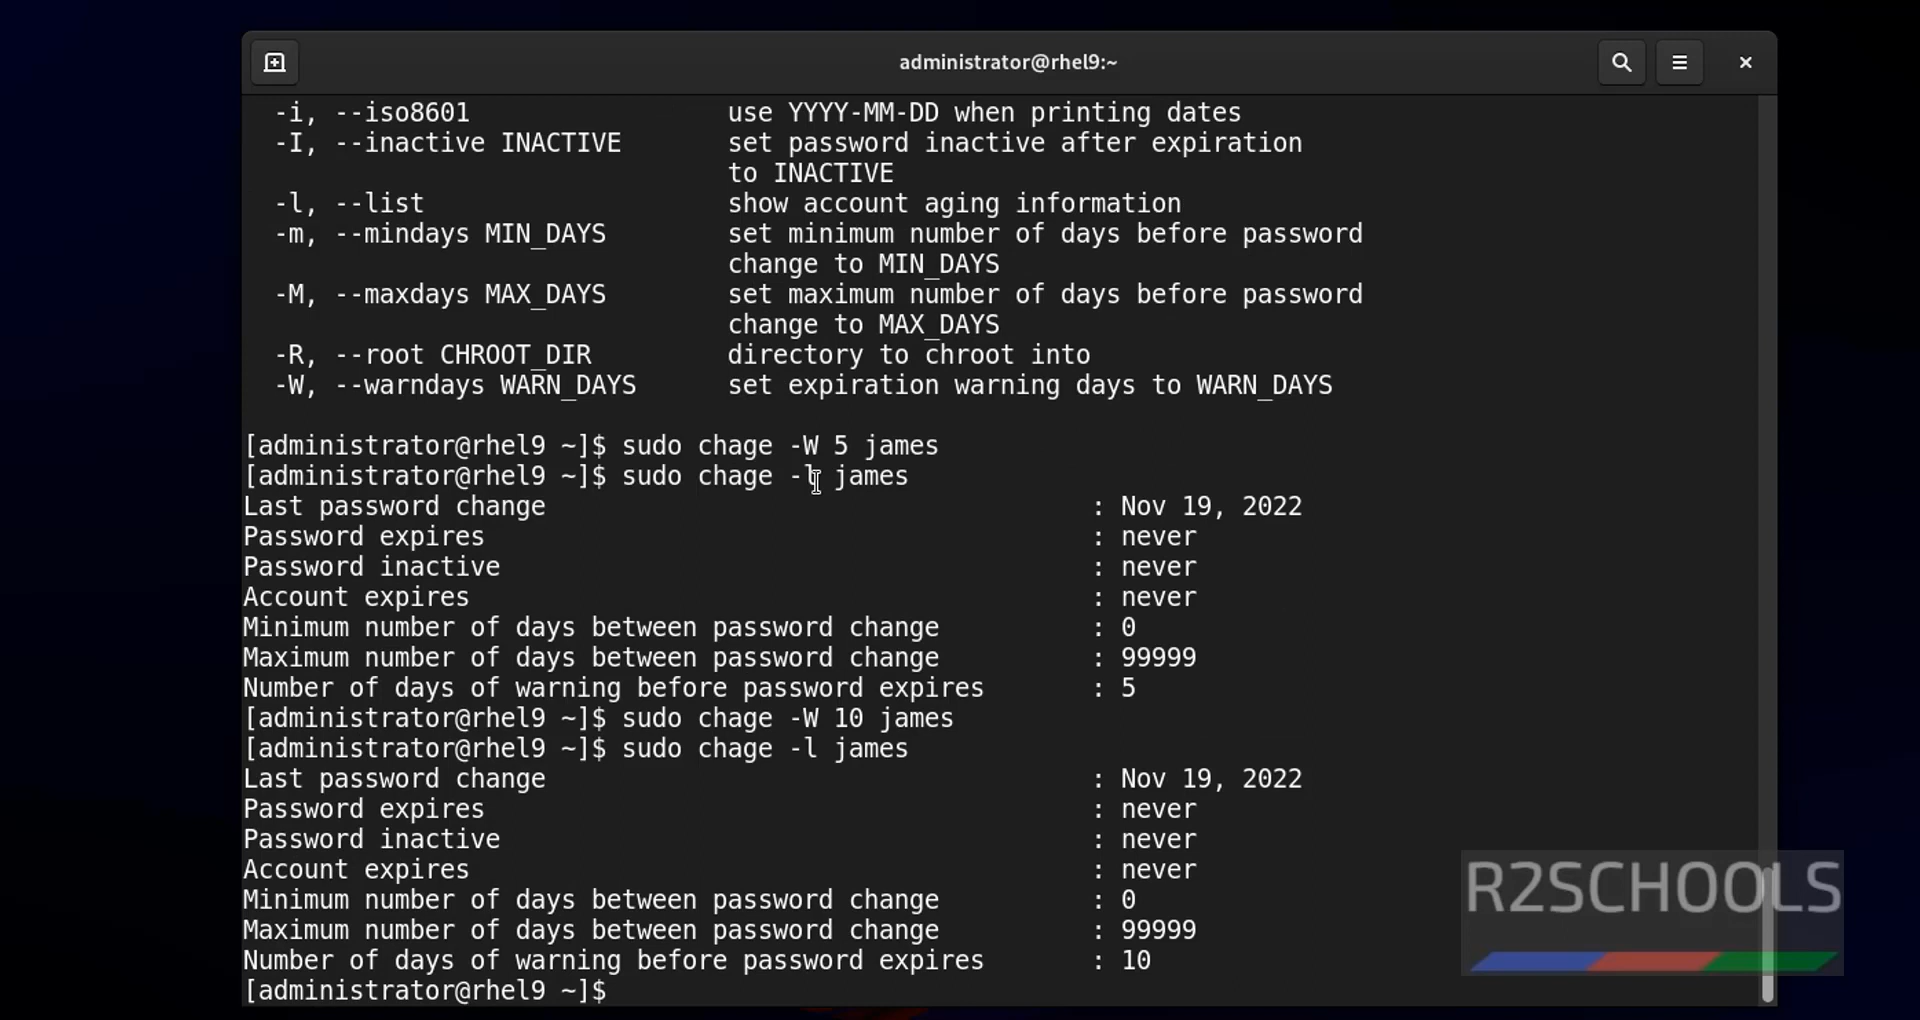 administrator@rhel9:~
-i, --iso8601 use YYYY-MM-DD when printing dates
-I, --inactive INACTIVE set password inactive after expiration
to INACTIVE
-l, --list show account aging information
-m, --mindays MIN_DAYS set minimum number of days before password
change to MIN_DAYS
-M, --maxdays MAX_DAYS set maximum number of days before password
change to MAX_DAYS
-R, --root CHROOT_DIR directory to chroot into
-W, --warndays WARN_DAYS set expiration warning days to WARN_DAYS
[administrator@rhel9 ~]$ sudo chage -W 5 james
[administrator@rhel9 ~]$ sudo chage -l james
Last password change : Nov 19, 2022
Password expires : never
Password inactive : never
Account expires : never
Minimum number of days between password change : 0
Maximum number of days between password change : 99999
Number of days of warning before password expires : 5
[administrator@rhel9 ~]$ sudo chage -W 10 james
[administrator@rhel9 ~]$ sudo chage -l james
Last password change : Nov 19, 2022
Password expires : never
Password inactive : never
Account expires : never
Minimum number of days between password change : 0
Maximum number of days between password change : 99999
Number of days of warning before password expires : 10
[administrator@rhel9 ~]$
R2SCHOOLS